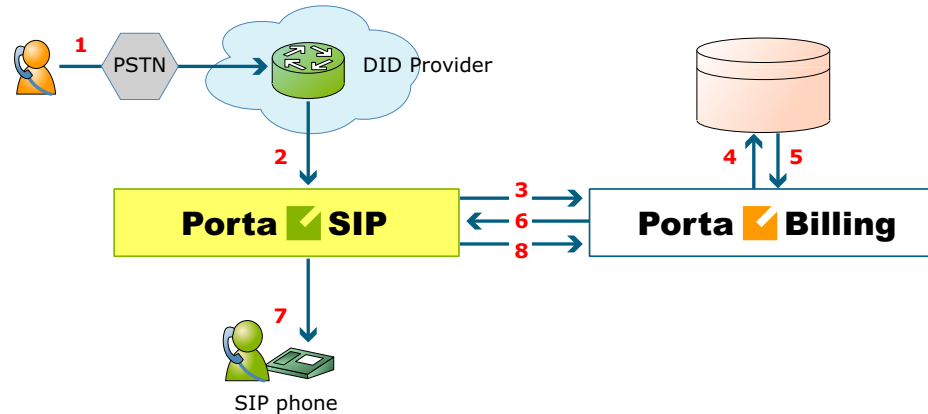 1
PSTN
DID Provider
2
4
5
Porta SIP
3
6
8
Porta Billing
7
SIP phone